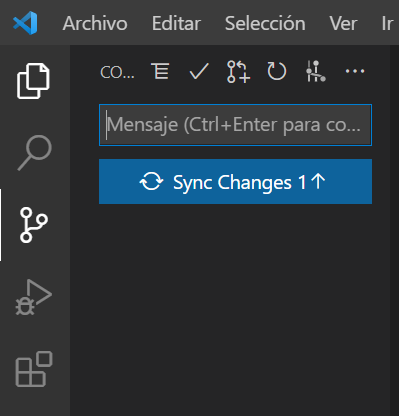 Archivo Editar Selección Ver Ir
CO...
Mensaje (Ctrl+Enter para co...
Sync Changes 1↑